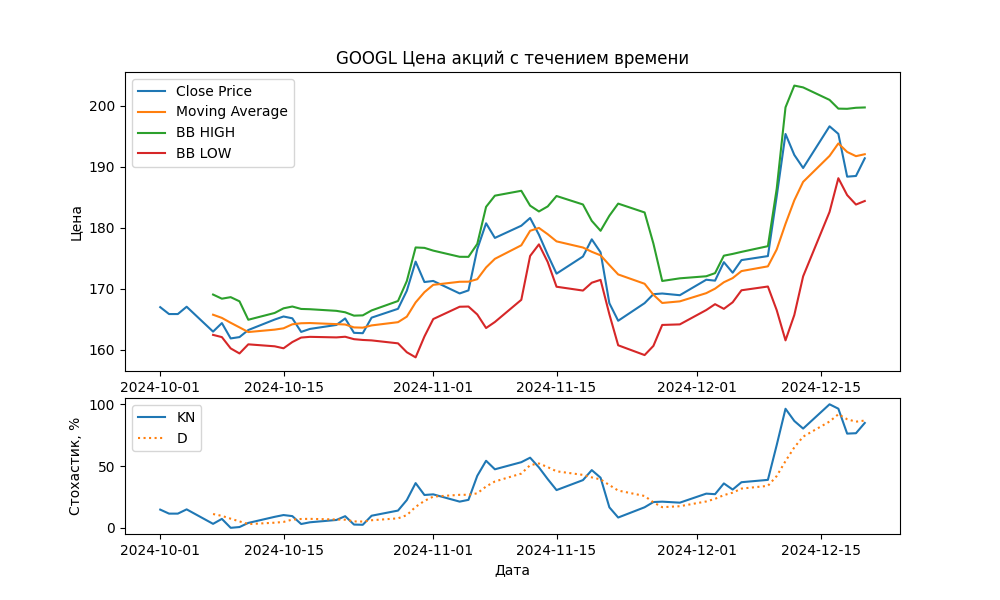 GOOGL Цена акций с течением времени
Close Price
Moving Average
BB HIGH
BB LOW
Цена
200
190
180
170
160
2024-10-01 2024-10-15 2024-11-01 2024-11-15 2024-12-01 2024-12-15
KN
D
Стохастик, %
100
50
0
2024-10-01 2024-10-15 2024-11-01 2024-11-15 2024-12-01 2024-12-15
Дата